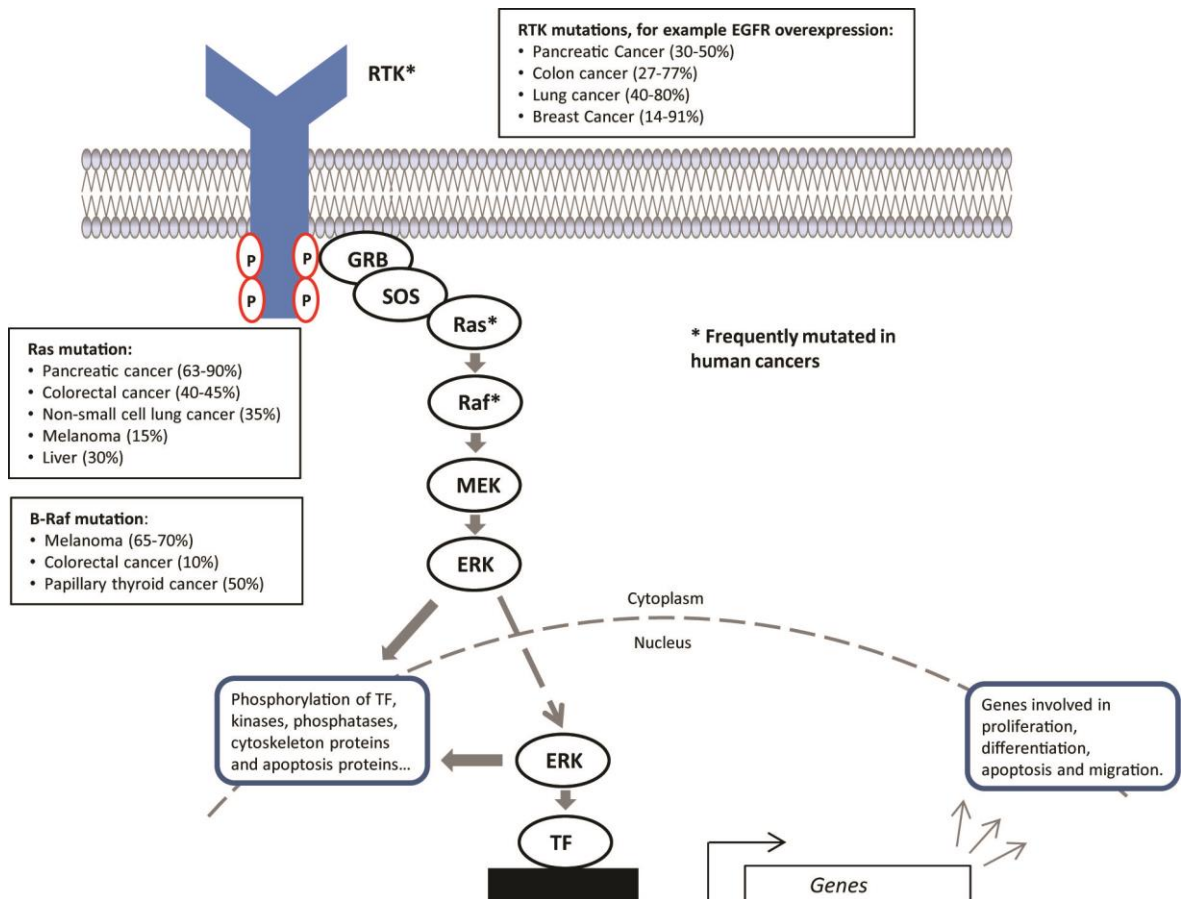 RTK mutations, for example EGFR overexpression:
• Pancreatic Cancer (30-50%)
• Colon cancer (27-77%)
• Lung cancer (40-80%)
• Breast Cancer (14-91%)
RTK*
P
P
P
P
GRB
SOS
Ras*
* Frequently mutated in
human cancers
Ras mutation:
• Pancreatic cancer (63-90%)
• Colorectal cancer (40-45%)
• Non-small cell lung cancer (35%)
• Melanoma (15%)
• Liver (30%)
Raf*
MEK
B-Raf mutation:
• Melanoma (65-70%)
• Colorectal cancer (10%)
• Papillary thyroid cancer (50%)
ERK
Cytoplasm
Nucleus
Phosphorylation of TF,
kinases, phosphatases,
cytoskeleton proteins
and apoptosis proteins...
Genes involved in
proliferation,
differentiation,
apoptosis and migration.
ERK
TF
Genes